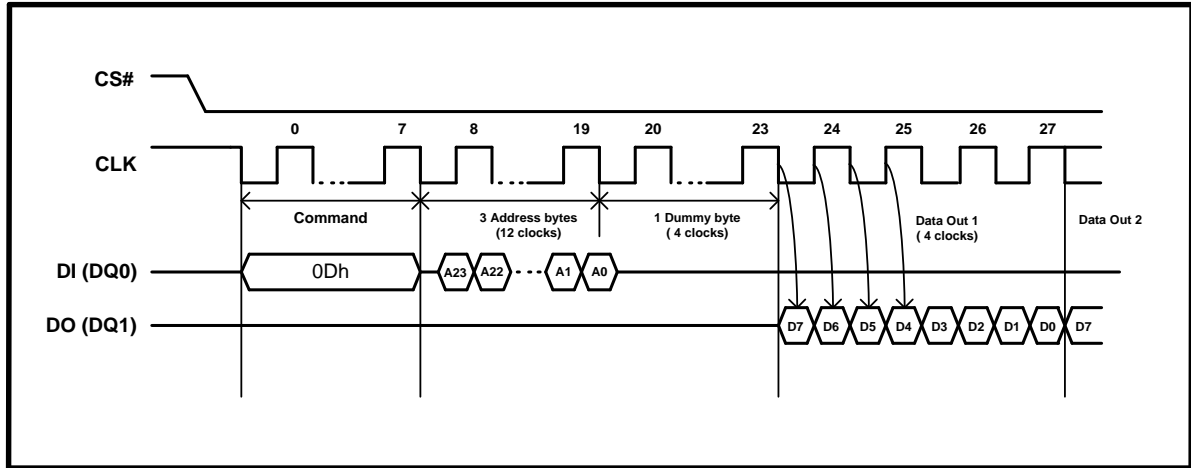 CS#
0 7 8 19 20 23 24 25 26 27
CLK
Command
3 Address bytes
(12 clocks)
1 Dummy byte
( 4 clocks)
Data Out 1
( 4 clocks)
Data Out 2
DI (DQ0)
0Dh
A23 A22 A1 A0
DO (DQ1)
D7 D6 D5 D4 D3 D2 D1 D0 D7